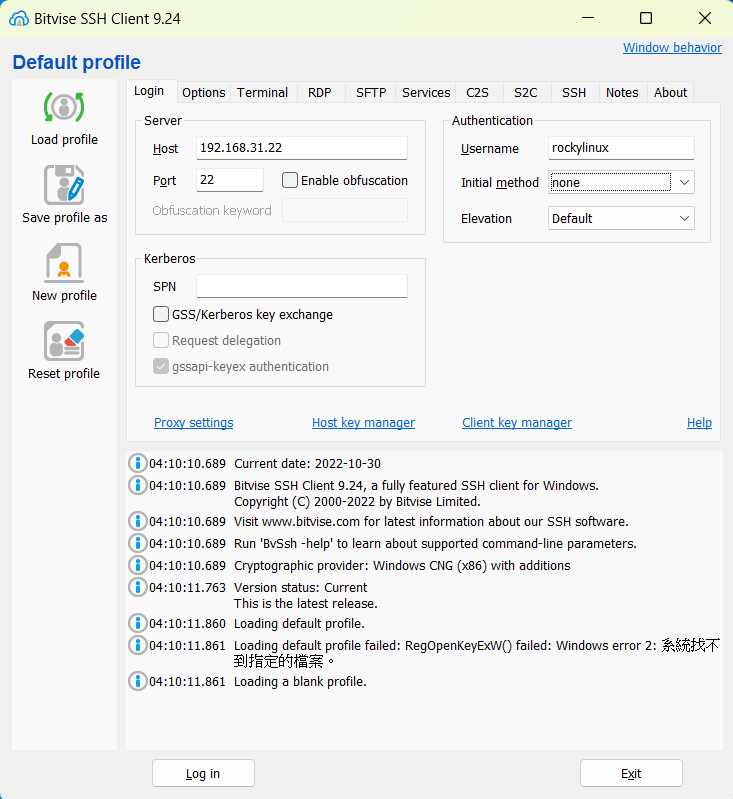 Bitvise SSH Client 9.24
Window behavior
Default profile
Load profile
Save profile as
New profile
Reset profile
Login Options Terminal RDP SFTP Services C2S S2C SSH Notes About
Server
Host 192.168.31.22
Port 22 Enable obfuscation
Obfuscation keyword
Authentication
Username rockylinux
Initial method none
Elevation Default
Kerberos
SPN
GSS/Kerberos key exchange
Request delegation
gssapi-keyex authentication
Proxy settings Host key manager Client key manager Help
04:10:10.689 Current date: 2022-10-30
04:10:10.689 Bitvise SSH Client 9.24, a fully featured SSH client for Windows.
Copyright (C) 2000-2022 by Bitvise Limited.
04:10:10.689 Visit www.bitvise.com for latest information about our SSH software.
04:10:10.689 Run 'BvSsh -help' to learn about supported command-line parameters.
04:10:10.689 Cryptographic provider: Windows CNG (x86) with additions
04:10:11.763 Version status: Current
This is the latest release.
04:10:11.860 Loading default profile.
04:10:11.861 Loading default profile failed: RegOpenKeyExW() failed: Windows error 2: 系統找不
到指定的檔案。
04:10:11.861 Loading a blank profile.
Log in Exit